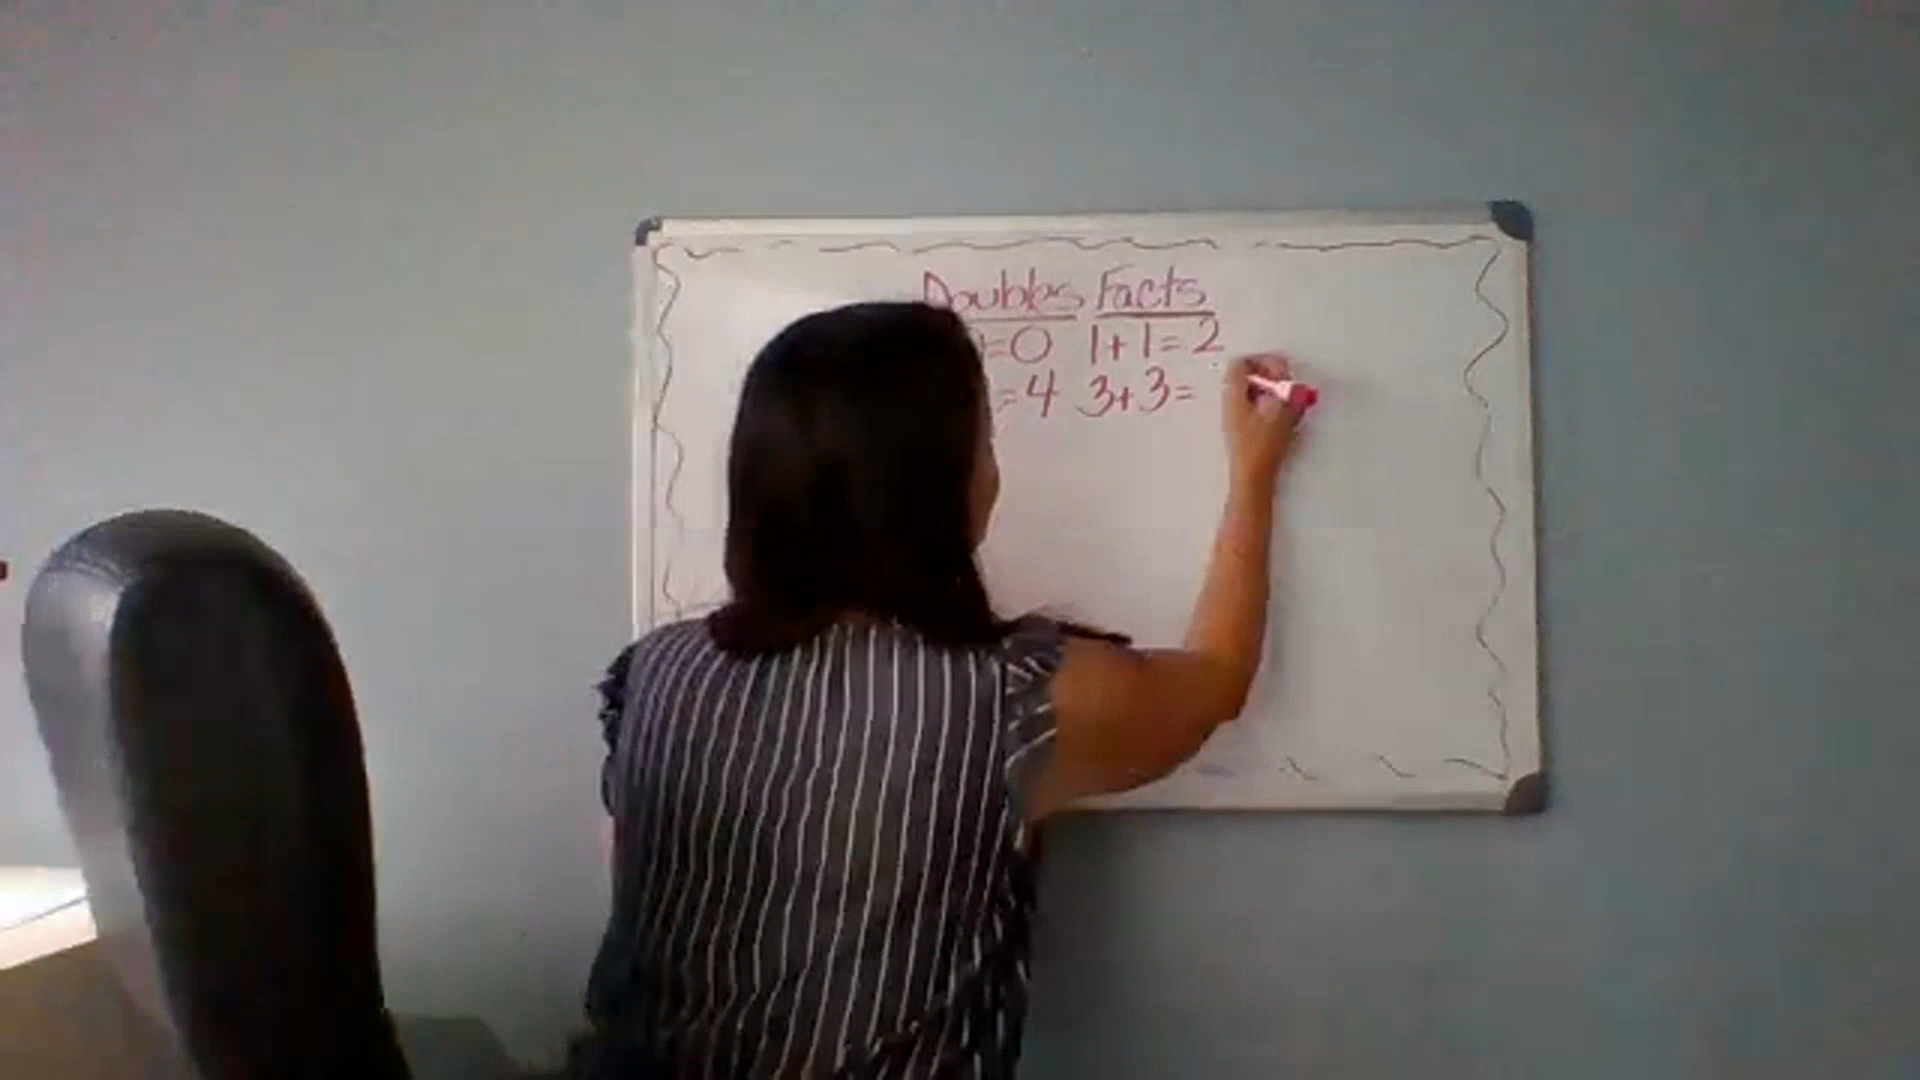 Doubles Facts
=0 1+1=2
=4 3+3=